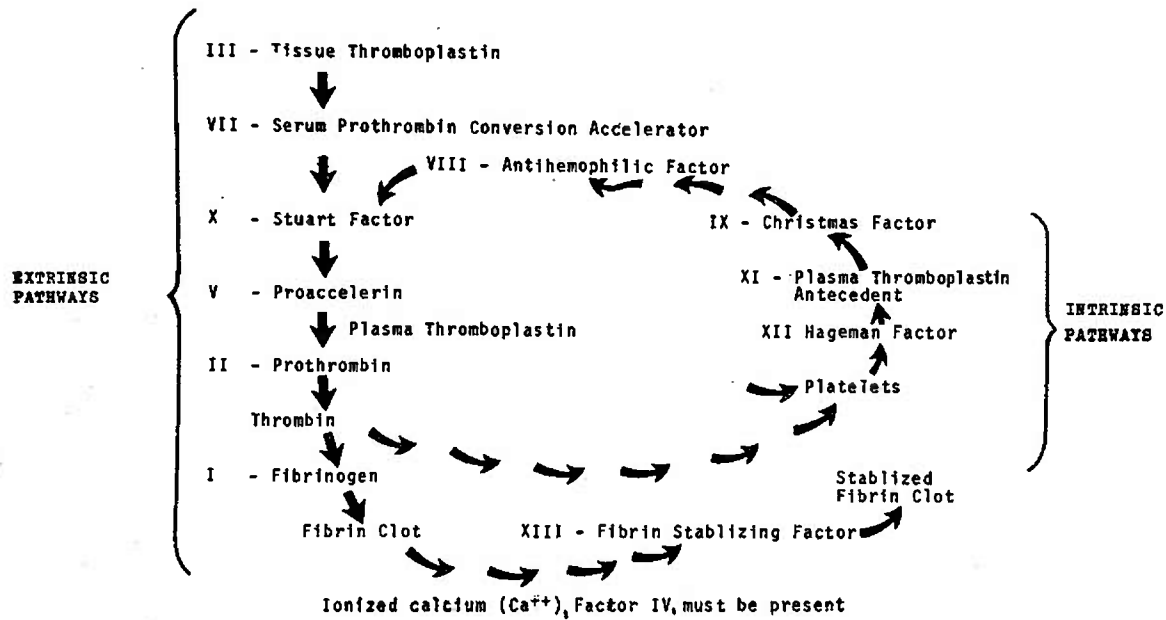 III - Tissue Thromboplastin
VII - Serum Prothrombin Conversion Accelerator
VIII - Antihemophilic Factor
X - Stuart Factor
IX - Christmas Factor
EXTRINSIC
PATHWAYS
V - Proaccelerin
XI - Plasma Thromboplastin
Antecedent
INTRINSIC
PATHWAYS
Plasma Thromboplastin
XII Hageman Factor
II - Prothrombin
Platelets
Thrombin
I - Fibrinogen
Stablized
Fibrin Clot
Fibrin Clot
XIII - Fibrin Stablizing Factor
Ionized calcium (Ca++), Factor IV, must be present